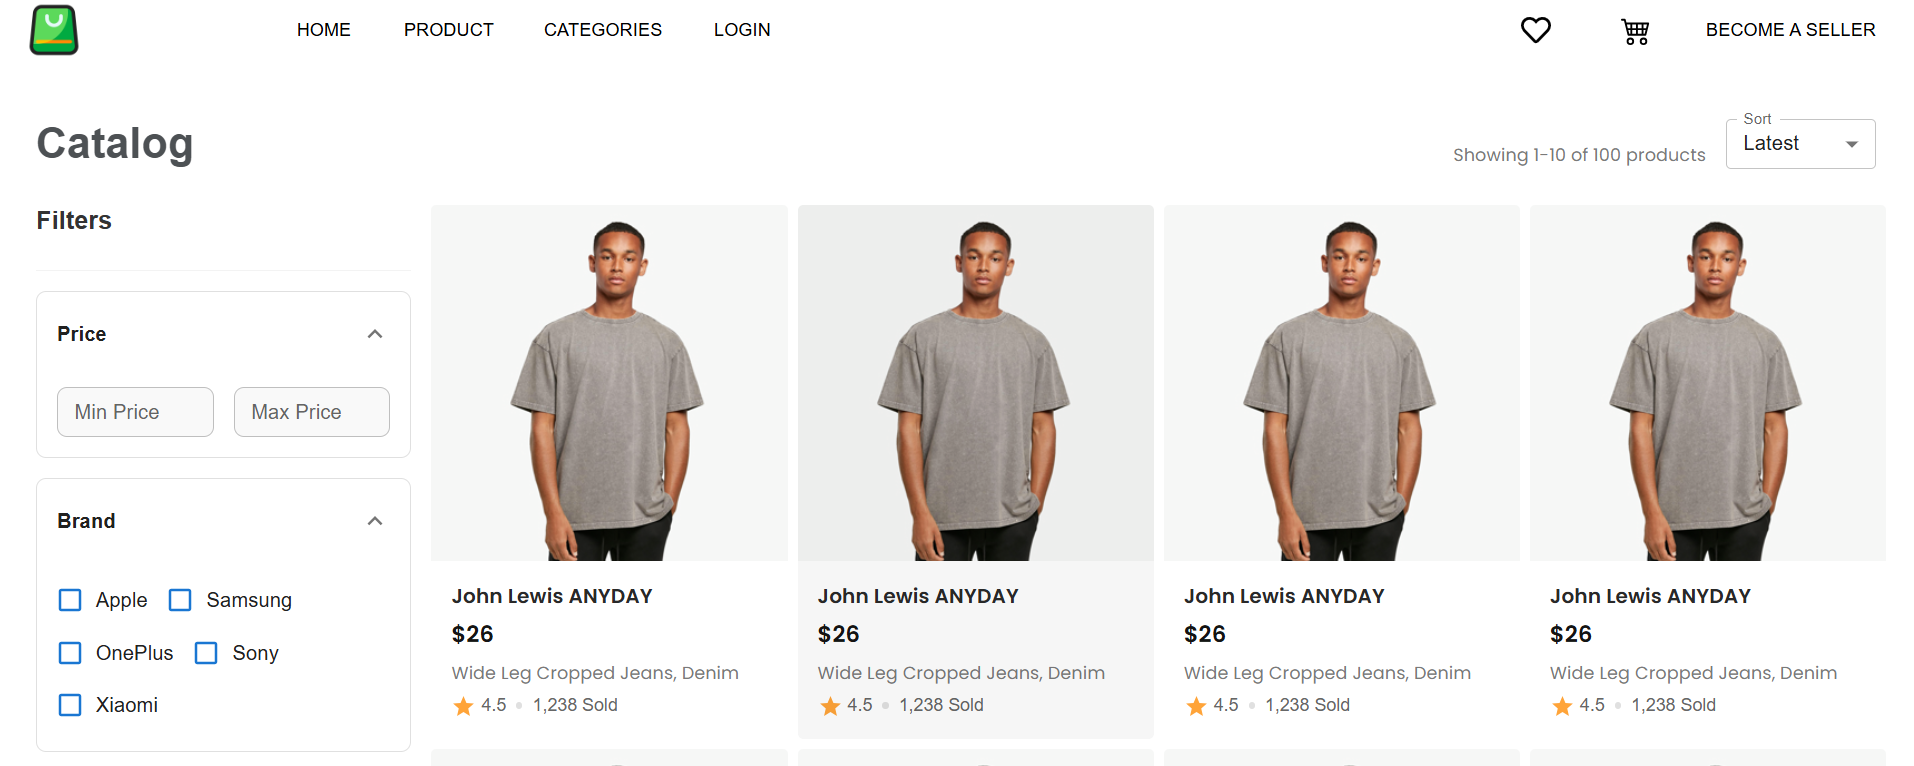 HOME PRODUCT CATEGORIES LOGIN BECOME A SELLER
Catalog
Showing 1-10 of 100 products
Sort
Latest
Filters
Price
Min Price Max Price
Brand
Apple Samsung
OnePlus Sony
Xiaomi
John Lewis ANYDAY
$26
Wide Leg Cropped Jeans, Denim
4.5 1,238 Sold
John Lewis ANYDAY
$26
Wide Leg Cropped Jeans, Denim
4.5 1,238 Sold
John Lewis ANYDAY
$26
Wide Leg Cropped Jeans, Denim
4.5 1,238 Sold
John Lewis ANYDAY
$26
Wide Leg Cropped Jeans, Denim
4.5 1,238 Sold